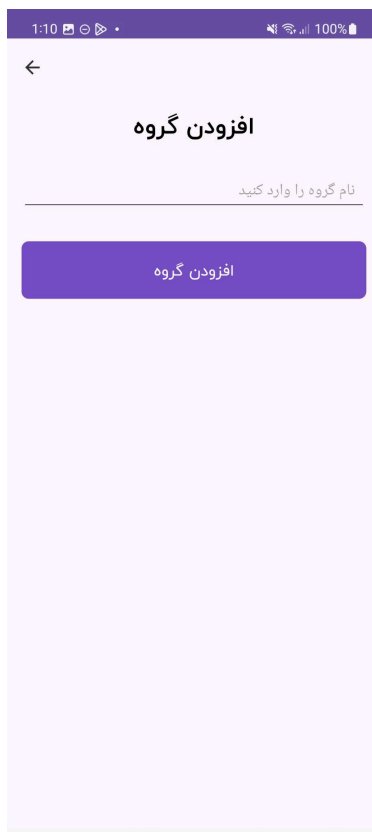 1:10 100%
افزودن گروه
نام گروه را وارد کنید
افزودن گروه